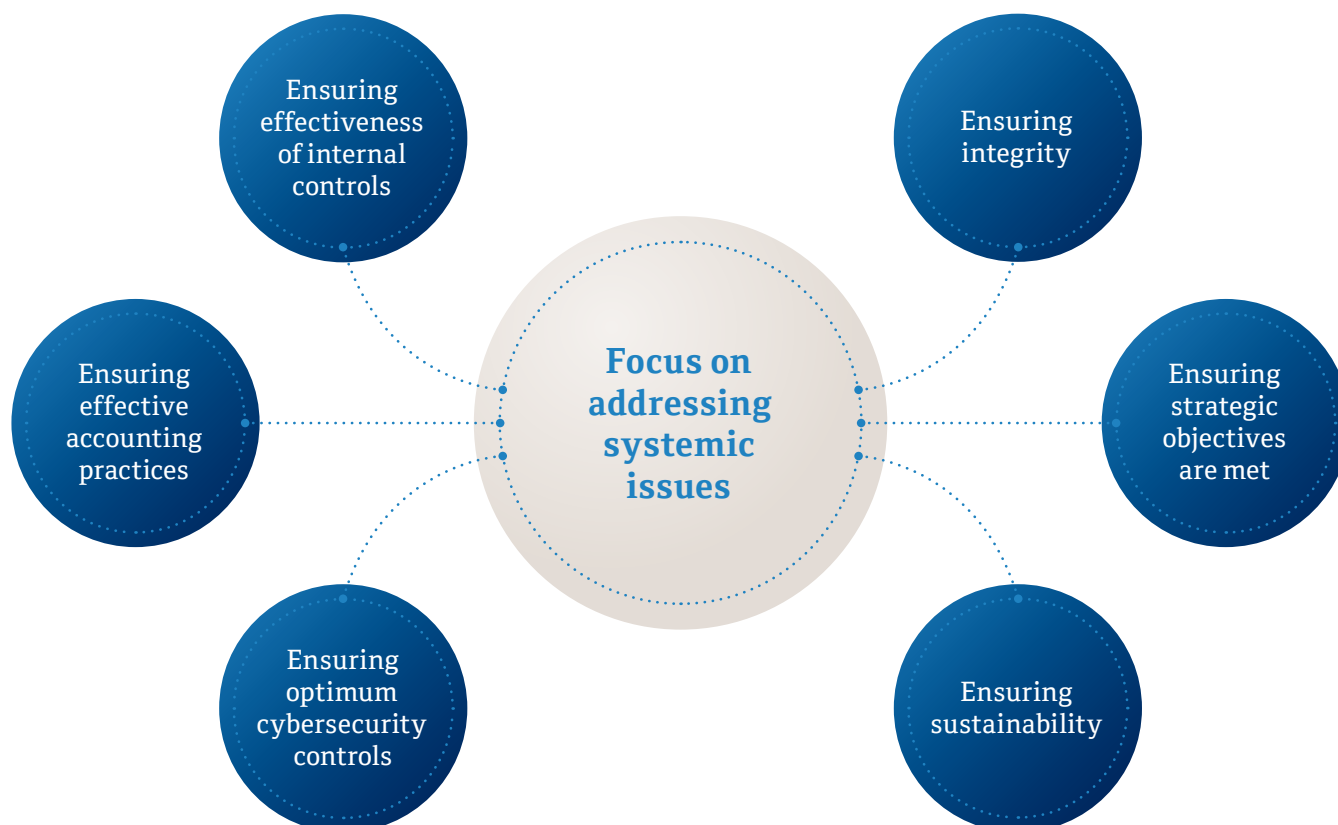 Ensuring
effectiveness
of internal
controls
Ensuring
integrity
Ensuring
effective
accounting
practices
Focus on
addressing
systemic
issues
Ensuring
strategic
objectives
are met
Ensuring
optimum
cybersecurity
controls
Ensuring
sustainability